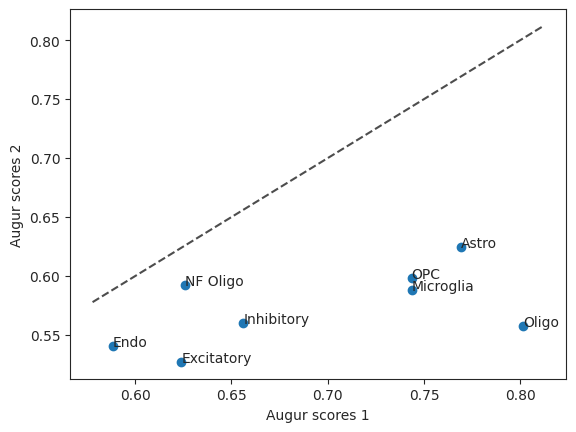 0.80
0.75
0.70
0.65
0.60
0.55
Augur scores 2
Astro
OPC
NF Oligo
Microglia
Inhibitory
Oligo
Endo
Excitatory
0.60
0.65
0.70
0.75
0.80
Augur scores 1